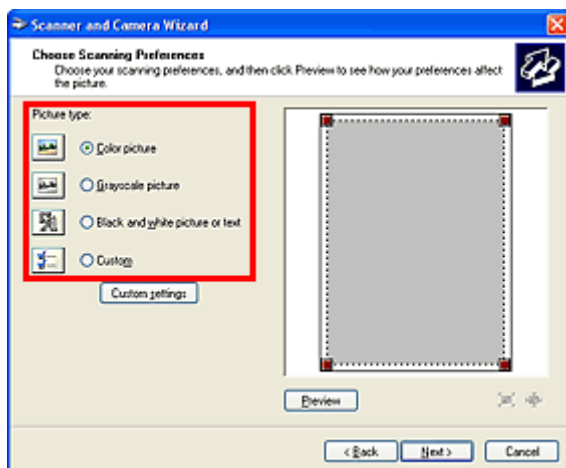 Scanner and Camera Wizard
Choose Scanning Preferences
Choose your scanning preferences, and then click Preview to see how your preferences affect
the picture.
Picture type:
Color picture
Grayscale picture
Black and white picture or text
Custom
Custom settings
Preview
< Back
Next >
Cancel